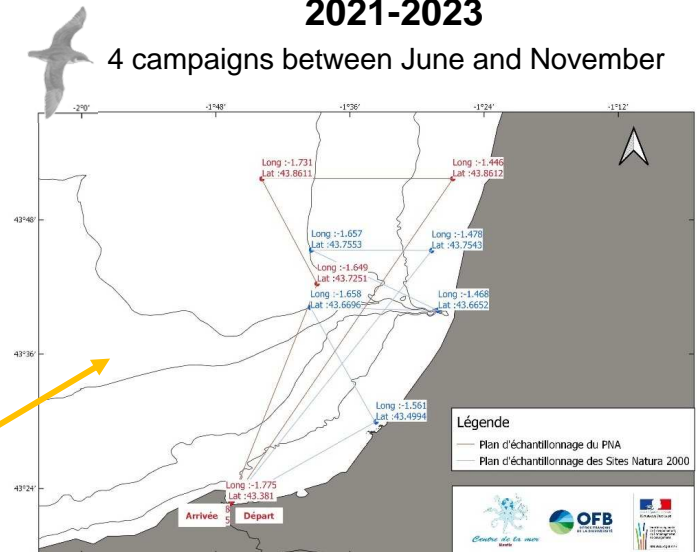 2021-2023
4 campaigns between June and November
-2°0'
-1°48'
-1°36'
-1°24'
-1°12'
Long :-1.731
Lat :43.8611
Long :-1.446
Lat :43.8612
43°48'
Long :-1.657
Lat :43.7553
Long :-1.478
Lat :43.7543
Long :-1.649
Lat :43.7251
Long :-1.658
Lat :43.6696
Long :-1.468
Lat :43.6652
43°36'
Long :-1.561
Lat :43.4994
Légende
Plan d'échantillonnage du PNA
Plan d'échantillonnage des Sites Natura 2000
43°24'
Long :-1.775
Lat :43.381
Arrivée
Départ
Centre de la mer
OFB